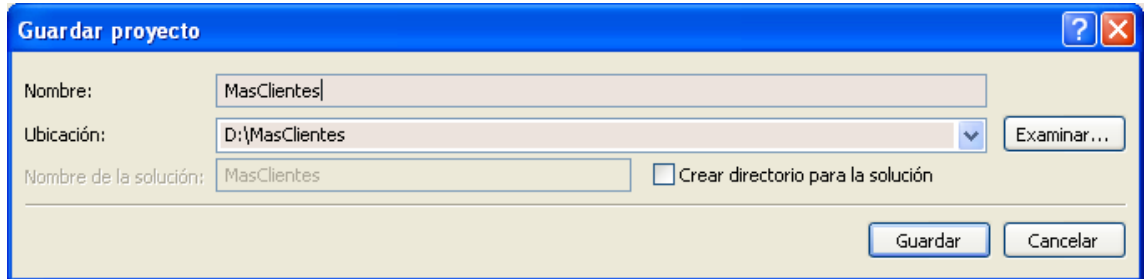 Guardar proyecto
Nombre: MasClientes
Ubicación: D:\MasClientes Examinar...
Nombre de la solución: MasClientes Crear directorio para la solución
Guardar Cancelar